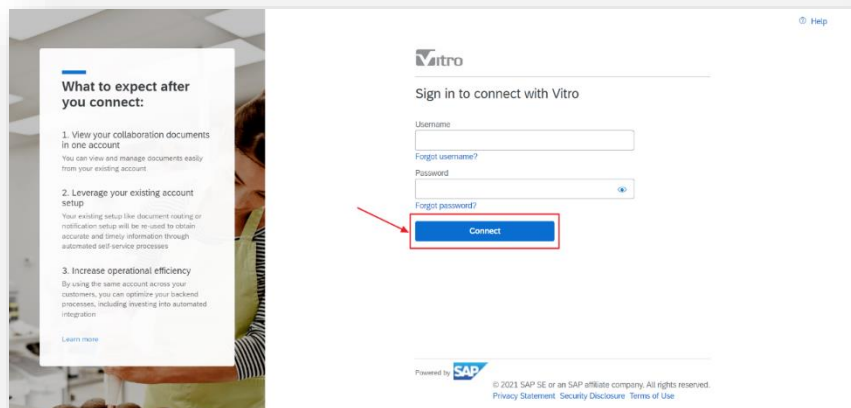 Help
What to expect after
you connect:
1. View your collaboration documents
in one account
You can view and manage documents easily
from your existing account
2. Leverage your existing account
setup
Your existing setup like document routing or
notification setup will be re-used to obtain
accurate and timely information through
automated self-service processes
3. Increase operational efficiency
By using the same account across your
customers, you can optimize your backend
processes, including investing into automated
integration
Learn more
Vitro
Sign in to connect with Vitro
Username
Forgot username?
Password
Forgot password?
Connect
Powered by SAP
© 2021 SAP SE or an SAP affiliate company. All rights reserved.
Privacy Statement Security Disclosure Terms of Use